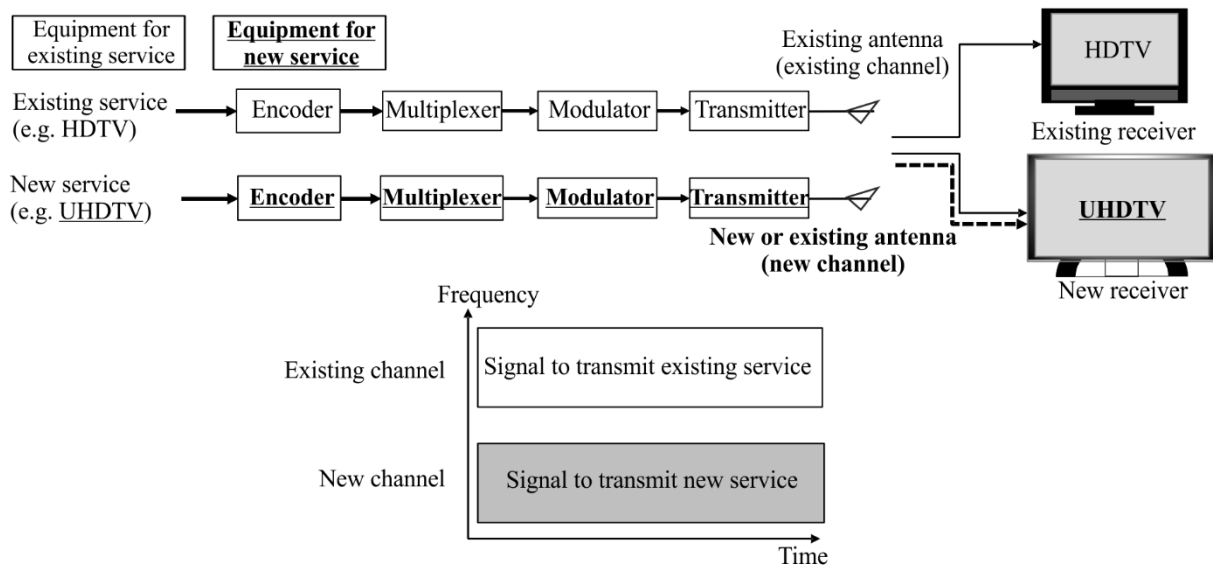 Equipment for
existing service
Equipment for
new service
Existing antenna
(existing channel)
HDTV
Existing service
(e.g. HDTV)
Encoder
Multiplexer
Modulator
Transmitter
Existing receiver
New service
(e.g. UHDTV)
Encoder
Multiplexer
Modulator
Transmitter
UHDTV
New or existing antenna
(new channel)
New receiver
Frequency
Existing channel
Signal to transmit existing service
New channel
Signal to transmit new service
Time